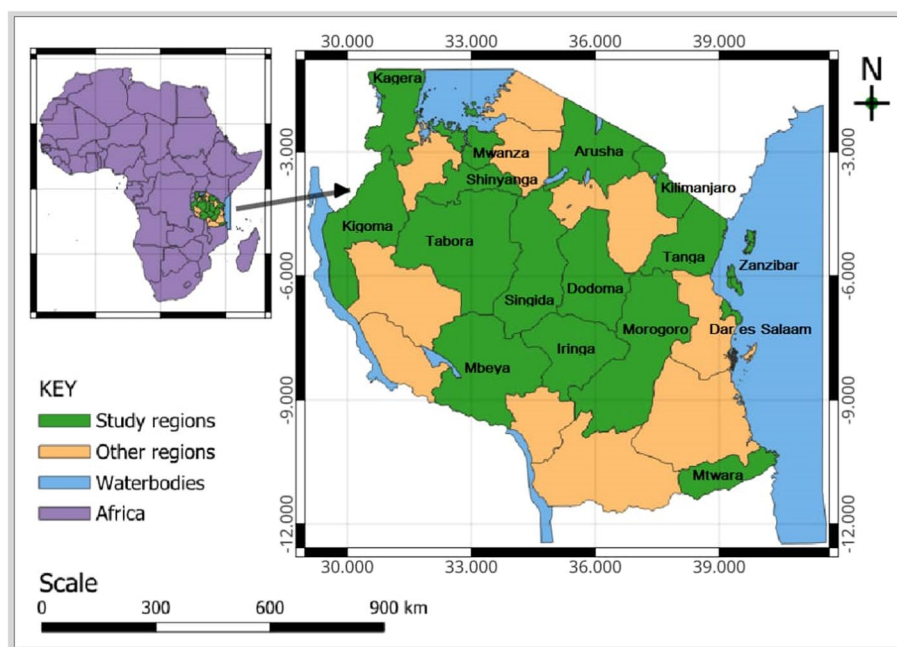 30.000 33.000 36.000 39.000
N
Kagera
-3.000
Mwanza
Arusha
-3.000
Shinyanga
Kilimanjaro
Kigoma
Tabora
Tanga
Zanzibar
-6.000
Singida
Dodoma
-6.000
Morogoro
Dar es Salaam
Iringa
Mbeya
KEY
Study regions
-9.000
-9.000
Other regions
Waterbodies
Mtwara
Africa
-12.000
-12.000
30.000 33.000 36.000 39.000
Scale
0 300 600 900 km